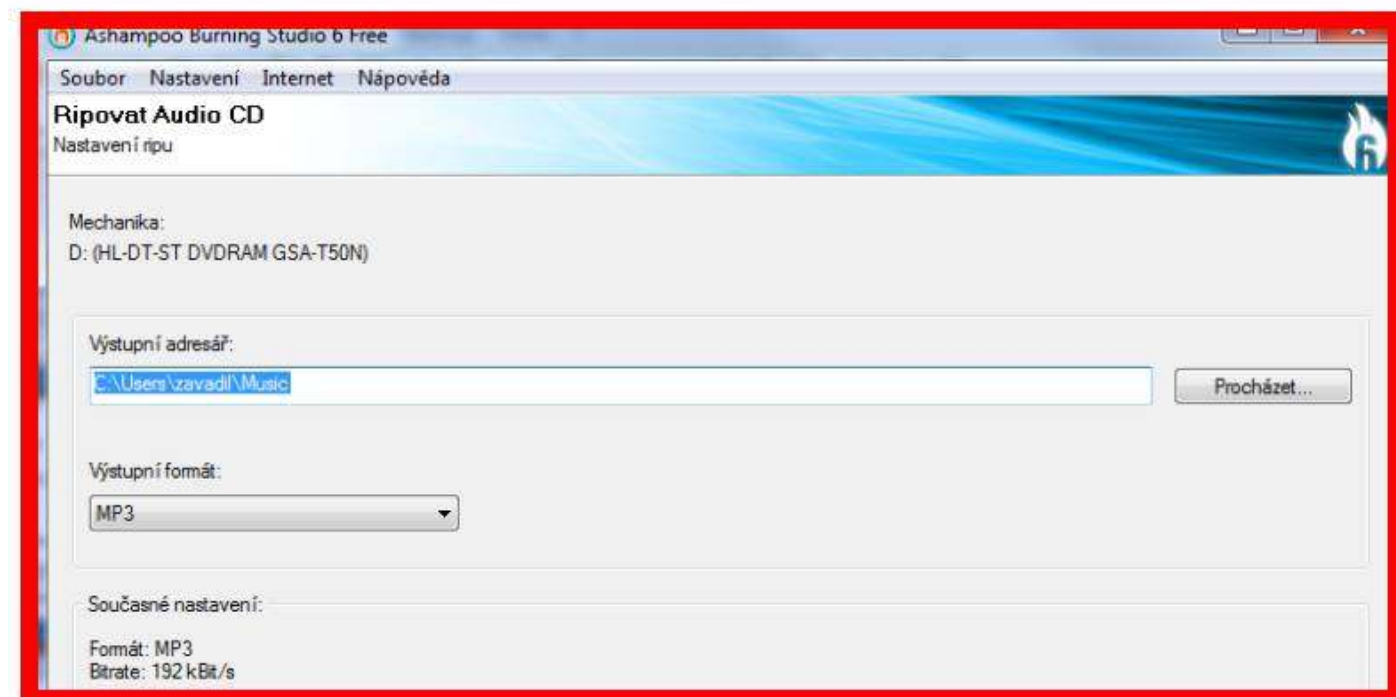 Ashampoo Burning Studio 6 Free
Soubor Nastavení Internet Nápověda
Ripovat Audio CD
Nastavení ripu
6
Mechanika:
D: (HL-DT-ST DVDRAM GSA-T50N)
Výstupní adresář:
C:\Users\zavadil\Music
Procházet...
Výstupní formát:
MP3
Současné nastavení:
Formát: MP3
Bitrate: 192 kBit/s